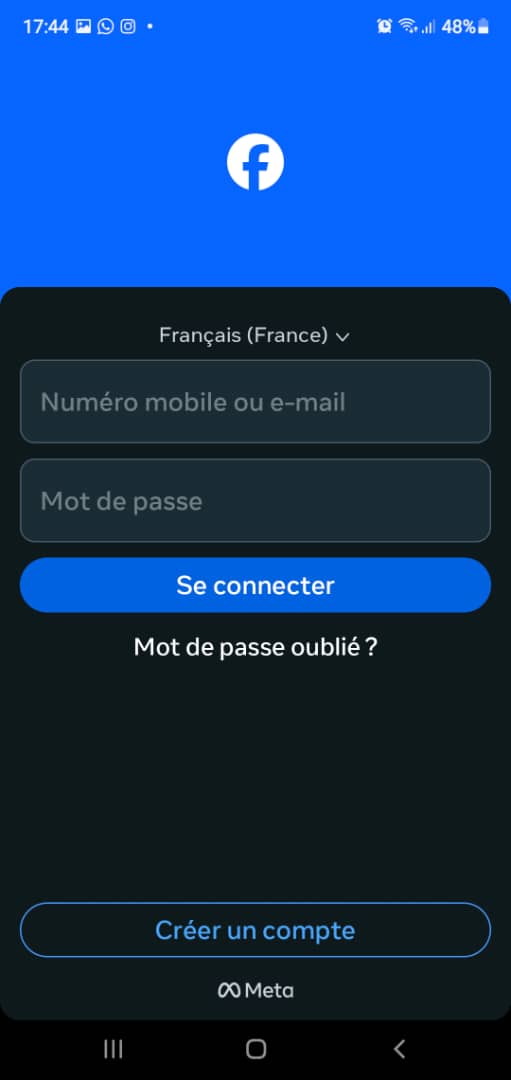 17:44 48%
Français (France)
Numéro mobile ou e-mail
Mot de passe
Se connecter
Mot de passe oublié ?
Créer un compte
Meta